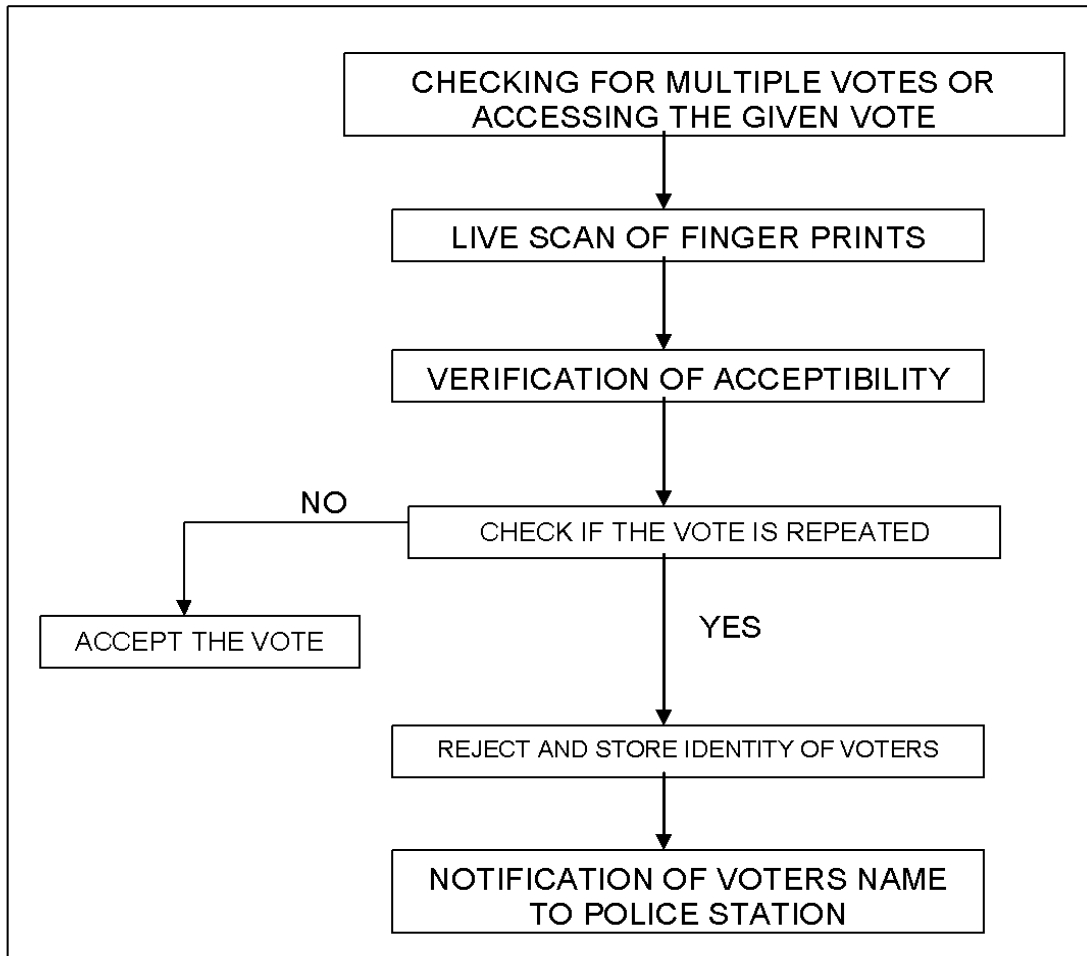 CHECKING FOR MULTIPLE VOTES OR
ACCESSING THE GIVEN VOTE
LIVE SCAN OF FINGER PRINTS
VERIFICATION OF ACCEPTIBILITY
NO
CHECK IF THE VOTE IS REPEATED
ACCEPT THE VOTE
YES
REJECT AND STORE IDENTITY OF VOTERS
NOTIFICATION OF VOTERS NAME
TO POLICE STATION